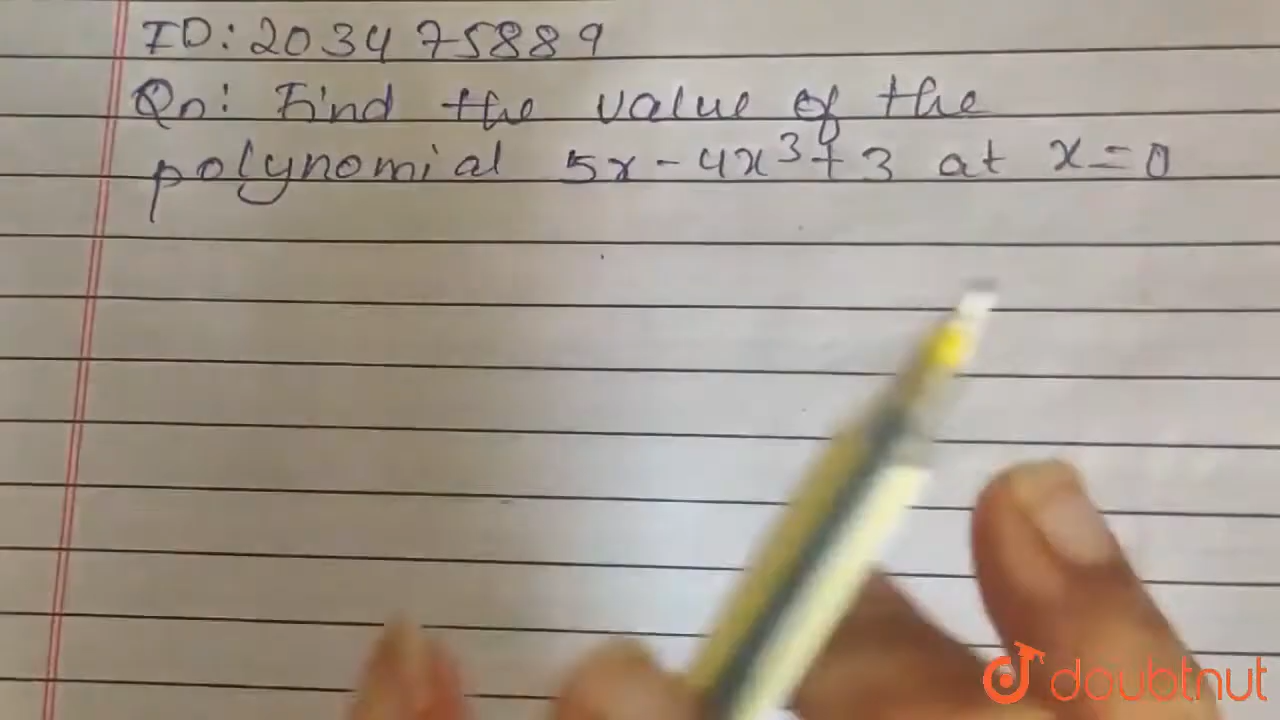 ID: 203475889
Qn: Find the value of the
polynomial 5x - 4x³ + 3 at x = 0
doubtnut